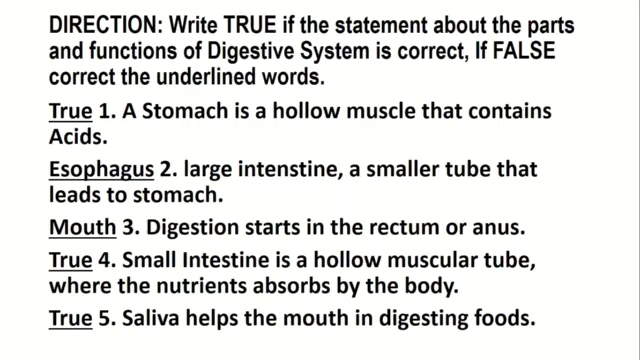 DIRECTION: Write TRUE if the statement about the parts
and functions of Digestive System is correct, If FALSE
correct the underlined words.
True 1. A Stomach is a hollow muscle that contains
Acids.
Esophagus 2. large intenstine, a smaller tube that
leads to stomach.
Mouth 3. Digestion starts in the rectum or anus.
True 4. Small Intestine is a hollow muscular tube,
where the nutrients absorbs by the body.
True 5. Saliva helps the mouth in digesting foods.